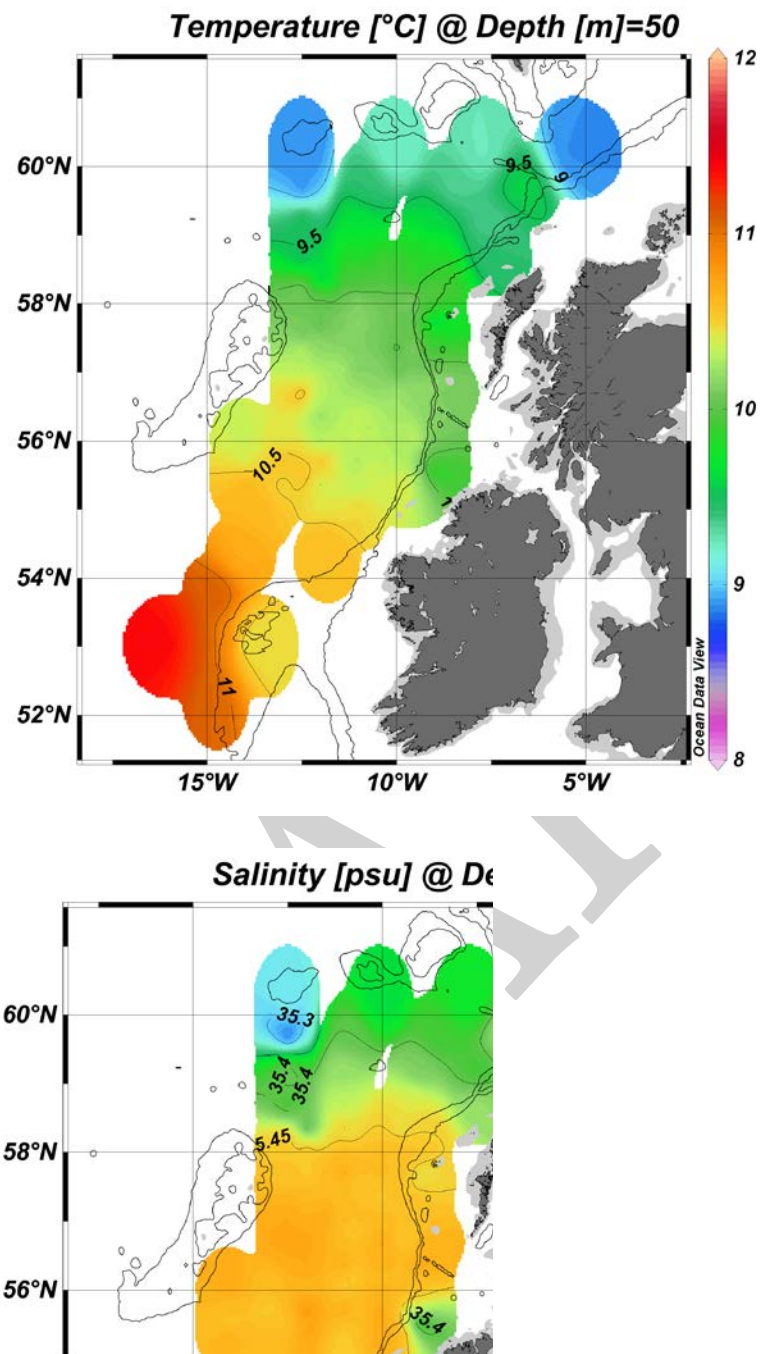 Temperature [°C] @ Depth [m]=50
12
60°N
9.5
9
9.5
11
58°N
10
56°N
10.5
1
54°N
9
11
52°N
Ocean Data View
8
15°W
10°W
5°W
Salinity [psu] @ De
60°N
35.3
35.4
35.4
5.45
58°N
56°N
35.4